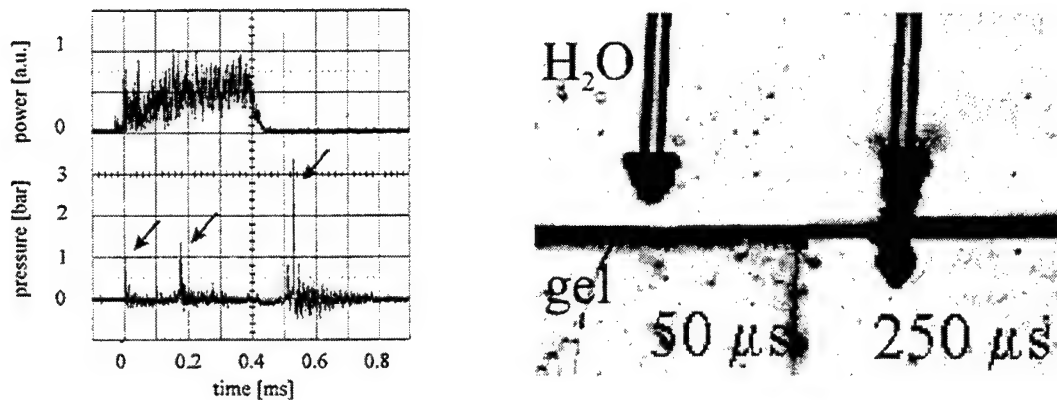 power [a.u.]
1
0
pressure [bar]
3
2
1
0
0
0.2
0.4
0.6
0.8
time [ms]
H₂O
gel
50 µs
250 µs